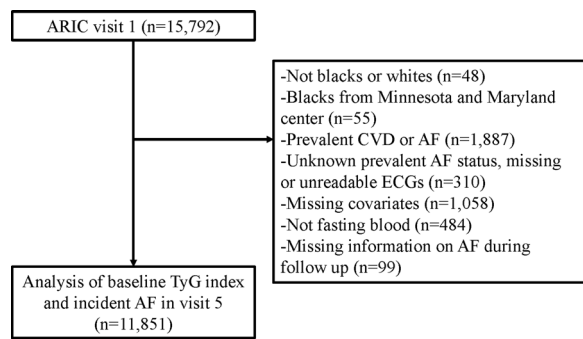 ARIC visit 1 (n=15,792)
-Not blacks or whites (n=48)
-Blacks from Minnesota and Maryland
center (n=55)
-Prevalent CVD or AF (n=1,887)
-Unknown prevalent AF status, missing
or unreadable ECGs (n=310)
-Missing covariates (n=1,058)
-Not fasting blood (n=484)
-Missing information on AF during
follow up (n=99)
Analysis of baseline TyG index
and incident AF in visit 5
(n=11,851)